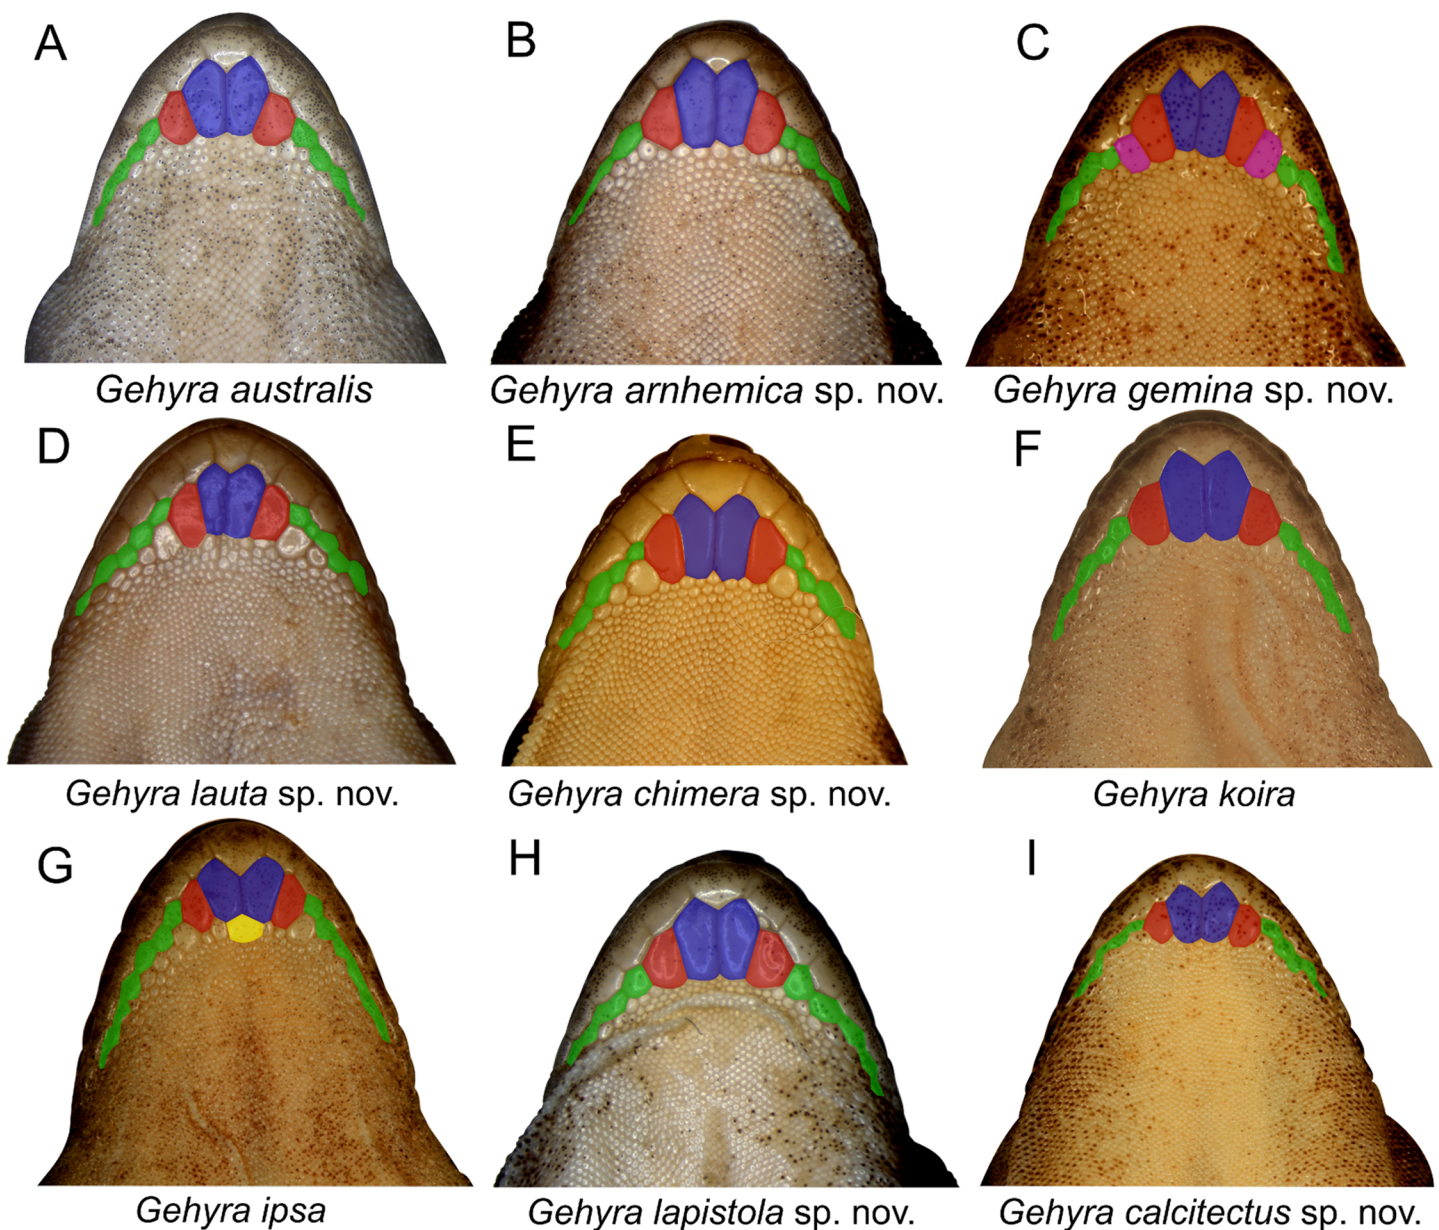 A
B
C
Gehyra australis
Gehyra arnhemica sp. nov.
Gehyra gemina sp. nov.
D
E
F
Gehyra lauta sp. nov.
Gehyra chimera sp. nov.
Gehyra koira
G
H
I
Gehyra ipsa
Gehyra lapistola sp. nov.
Gehyra calcitectus sp. nov.